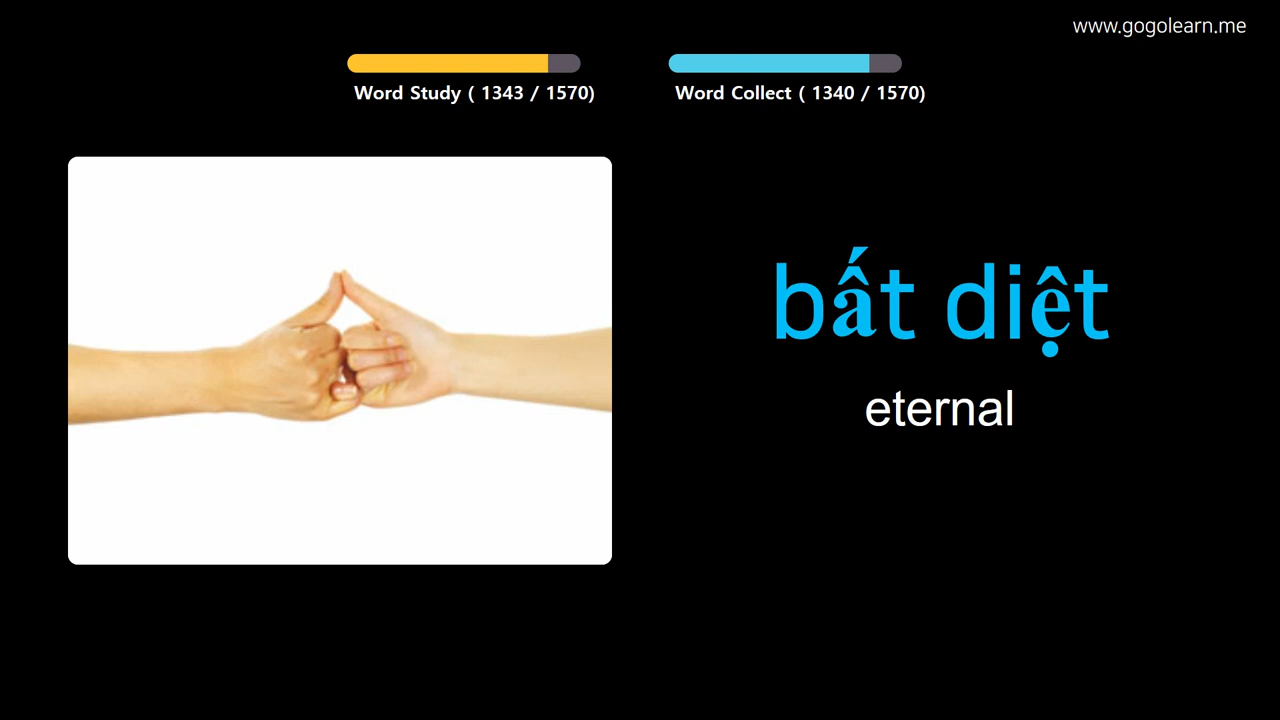 www.gogolearn.me
Word Study ( 1343 / 1570)
Word Collect ( 1340 / 1570)
bất diệt
eternal